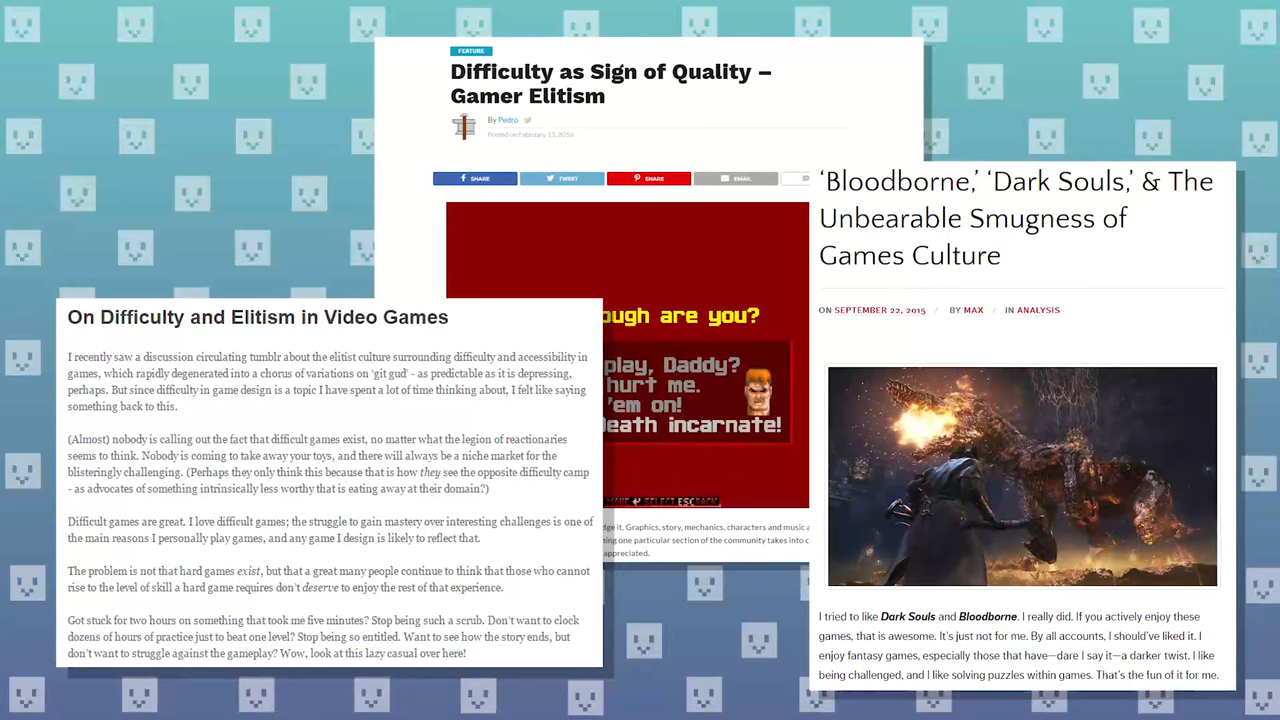 FEATURE
Difficulty as Sign of Quality –
Gamer Elitism
By Pedro
Posted on February 13, 2016
SHARE
TWEET
SHARE
EMAIL
ough are you?
play, Daddy?
hurt me.
'em on!
eath incarnate!
SELECT ESC BACK
dge it. Graphics, story, mechanics, characters and music a
ning one particular section of the community takes into c
appreciated.
On Difficulty and Elitism in Video Games
I recently saw a discussion circulating tumblr about the elitist culture surrounding difficulty and accessibility in
games, which rapidly degenerated into a chorus of variations on 'git gud' - as predictable as it is depressing,
perhaps. But since difficulty in game design is a topic I have spent a lot of time thinking about, I felt like saying
something back to this.
(Almost) nobody is calling out the fact that difficult games exist, no matter what the legion of reactionaries
seems to think. Nobody is coming to take away your toys, and there will always be a niche market for the
blisteringly challenging. (Perhaps they only think this because that is how they see the opposite difficulty camp
- as advocates of something intrinsically less worthy that is eating away at their domain?)
Difficult games are great. I love difficult games; the struggle to gain mastery over interesting challenges is one of
the main reasons I personally play games, and any game I design is likely to reflect that.
The problem is not that hard games exist, but that a great many people continue to think that those who cannot
rise to the level of skill a hard game requires don't deserve to enjoy the rest of that experience.
Got stuck for two hours on something that took me five minutes? Stop being such a scrub. Don't want to clock
dozens of hours of practice just to beat one level? Stop being so entitled. Want to see how the story ends, but
don't want to struggle against the gameplay? Wow, look at this lazy casual over here!
'Bloodborne,' 'Dark Souls,' & The
Unbearable Smugness of
Games Culture
ON SEPTEMBER 22, 2015 / BY MAX / IN ANALYSIS
I tried to like Dark Souls and Bloodborne. I really did. If you actively enjoy these
games, that is awesome. It's just not for me. By all accounts, I should've liked it. I
enjoy fantasy games, especially those that have—dare I say it—a darker twist. I like
being challenged, and I like solving puzzles within games. That's the fun of it for me.